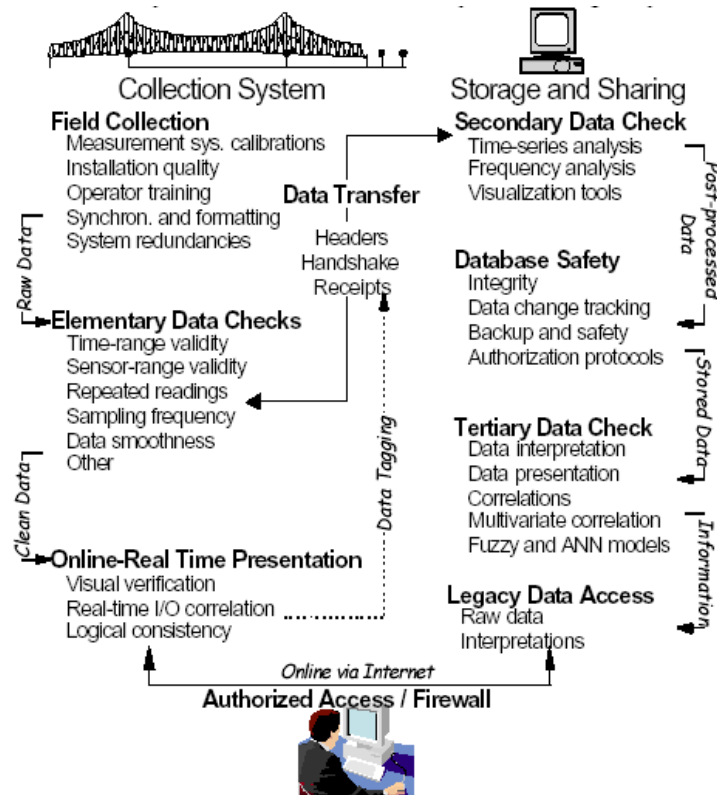 Collection System
Field Collection
Measurement sys. calibrations
Installation quality
Operator training
Synchron. and formatting
System redundancies
Raw Data
Elementary Data Checks
Time-range validity
Sensor-range validity
Repeated readings
Sampling frequency
Data smoothness
Other
Clean Data
Online-Real Time Presentation
Visual verification
Real-time I/O correlation
Logical consistency
Data Transfer
Headers
Handshake
Receipts
Data Tagging
Storage and Sharing
Secondary Data Check
Time-series analysis
Frequency analysis
Visualization tools
Post-processed
Data
Database Safety
Integrity
Data change tracking
Backup and safety
Authorization protocols
Stored Data
Tertiary Data Check
Data interpretation
Data presentation
Correlations
Multivariate correlation
Fuzzy and ANN models
Information
Legacy Data Access
Raw data
Interpretations
Online via Internet
Authorized Access / Firewall